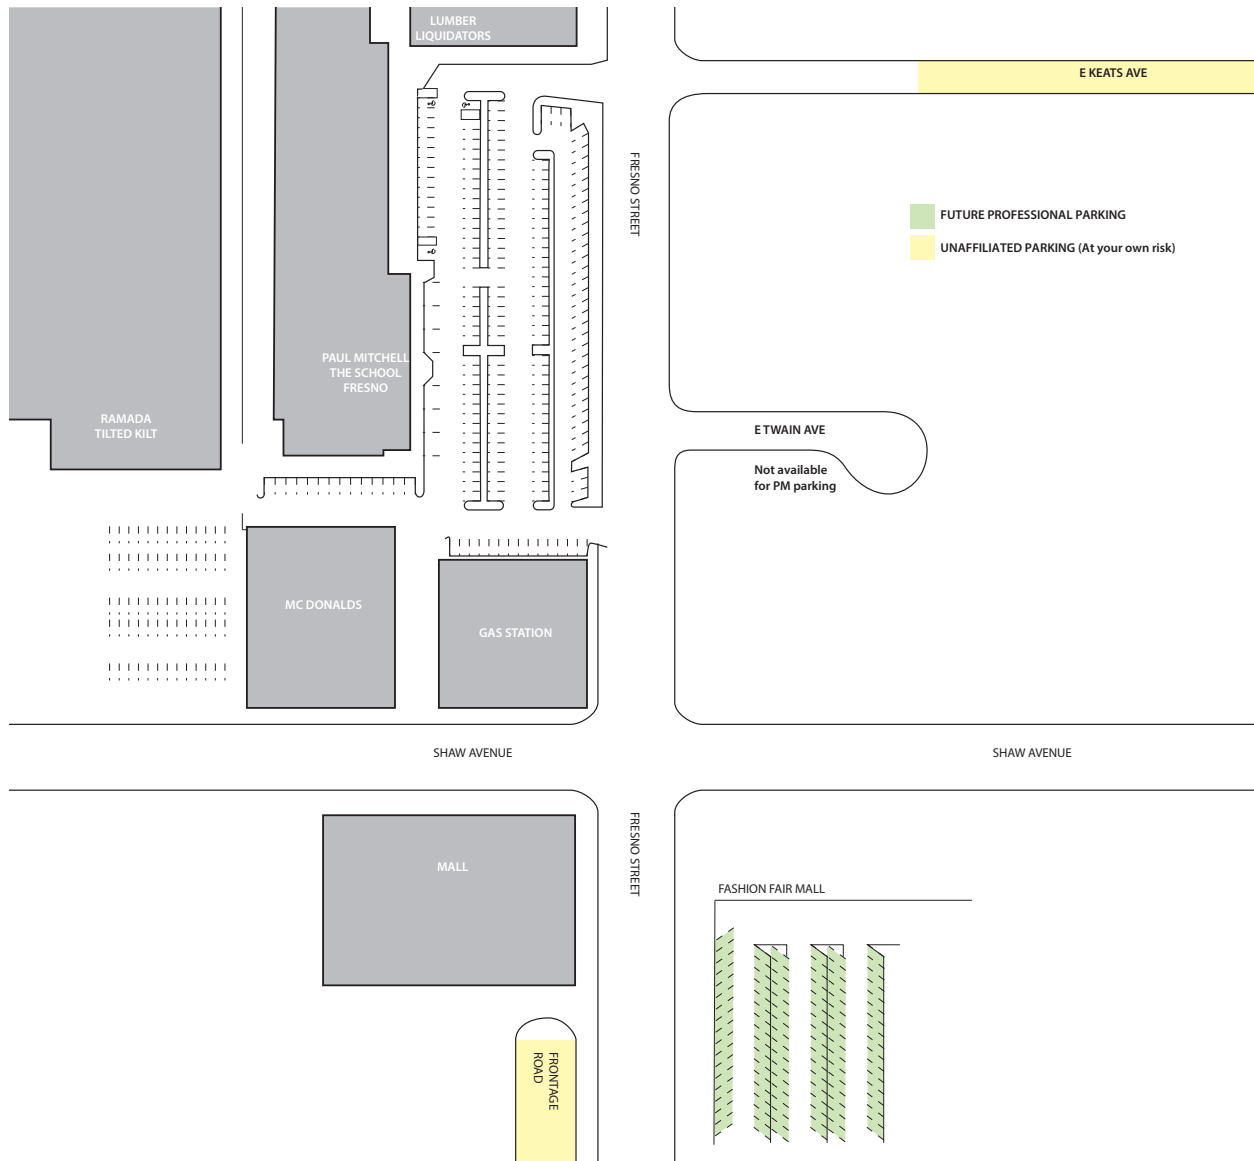 LUMBER
LIQUIDATORS
E KEATS AVE
FRESNO STREET
FUTURE PROFESSIONAL PARKING
UNAFFILIATED PARKING (At your own risk)
PAUL MITCHELL
THE SCHOOL
FRESNO
RAMADA
TILTED KILT
E TWAIN AVE
Not available
for PM parking
MC DONALDS
GAS STATION
SHAW AVENUE
SHAW AVENUE
FRESNO STREET
MALL
FASHION FAIR MALL
FRONTAGE
ROAD